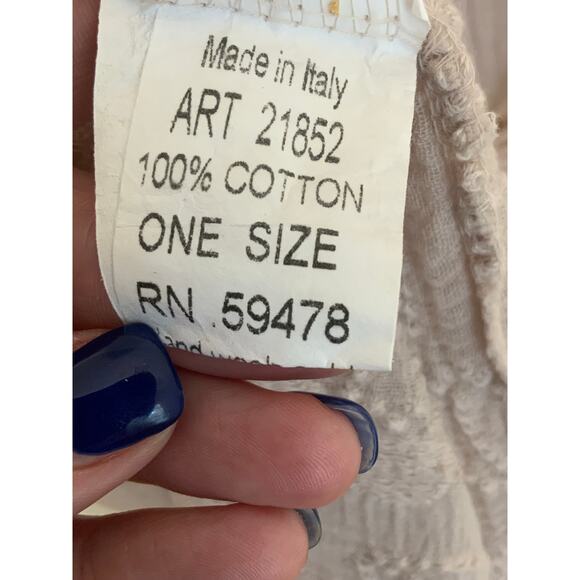 Made in Italy
ART 21852
100% COTTON
ONE SIZE
RN .59478